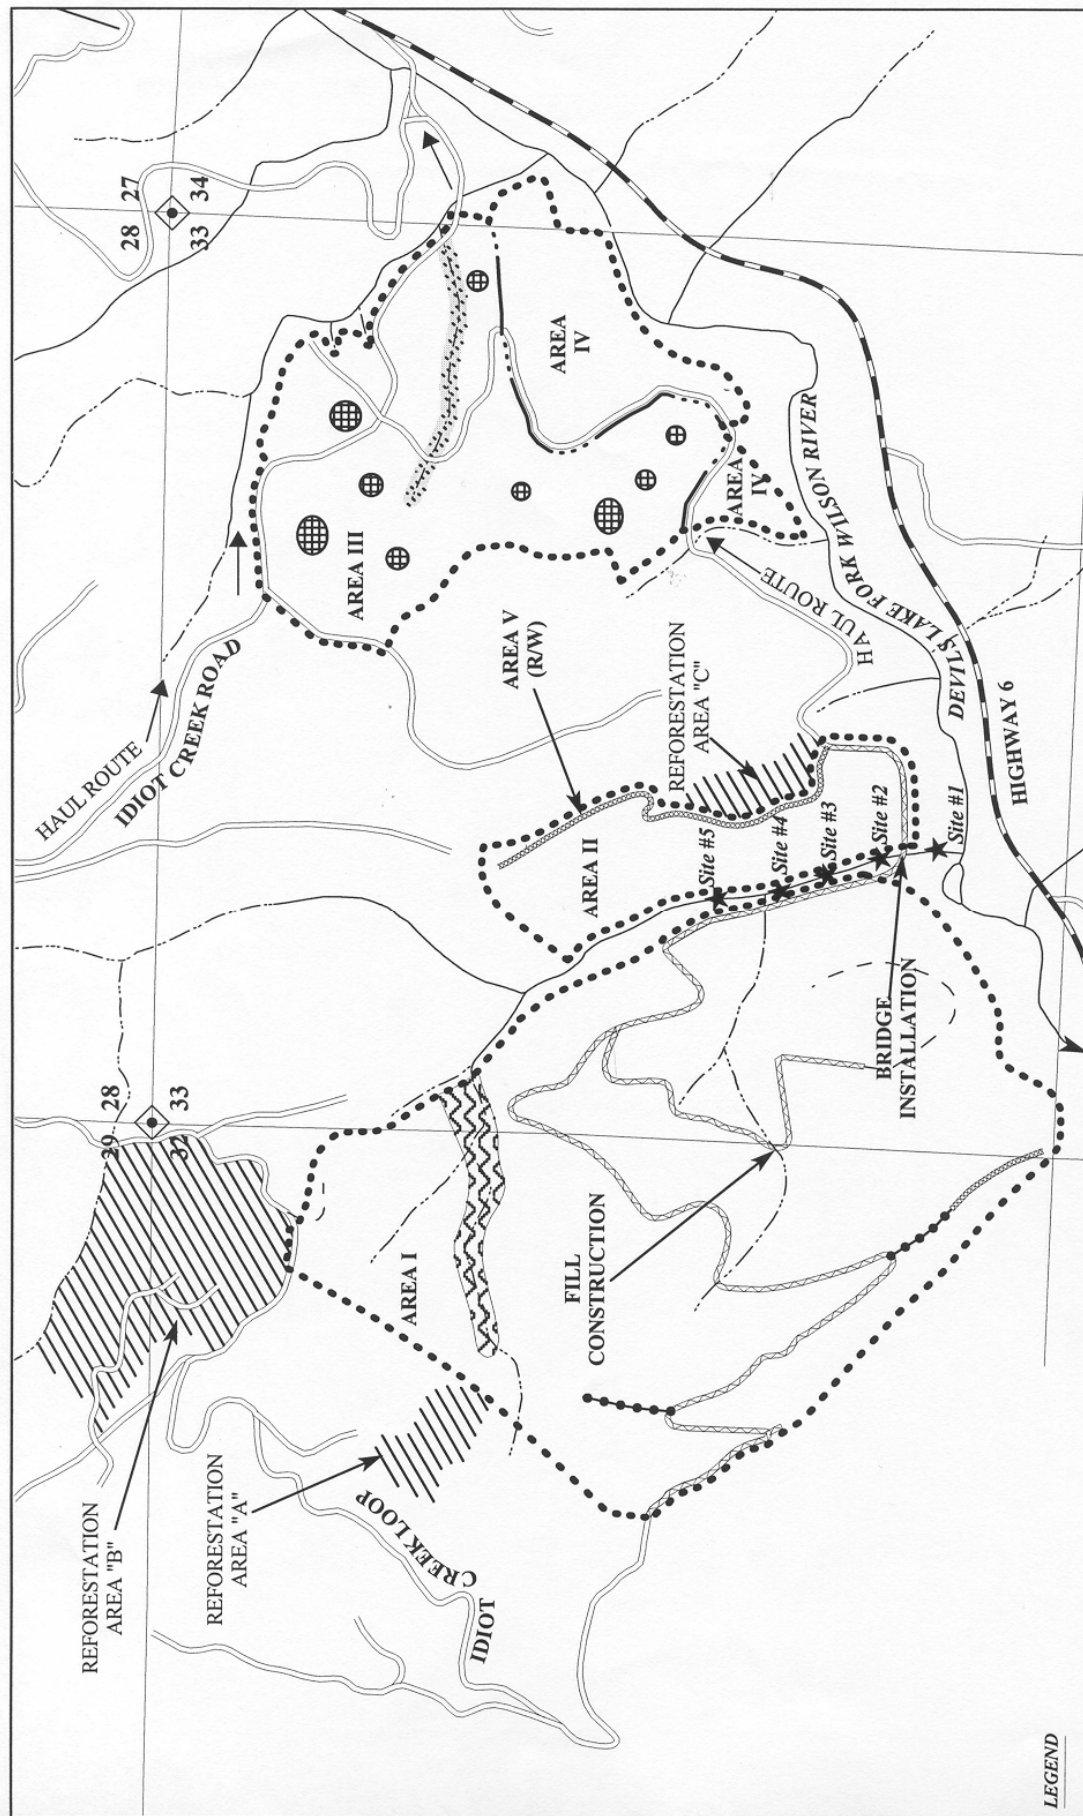 REFORESTATION
AREA "B"
REFORESTATION
AREA "A"
IDIOT
CREEK LOOP
29
28
32
33
AREA I
FILL
CONSTRUCTION
BRIDGE
INSTALLATION
HAUL ROUTE
IDIOT CREEK ROAD
AREA II
AREA V
(R/W)
REFORESTATION
AREA "C"
Site #5
Site #4
Site #3
Site #2
Site #1
AREA III
28
27
33
34
AREA
IV
AREA
IV
HAUL ROUTE
DEVILS LAKE FORK WILSON RIVER
HIGHWAY 6
LEGEND